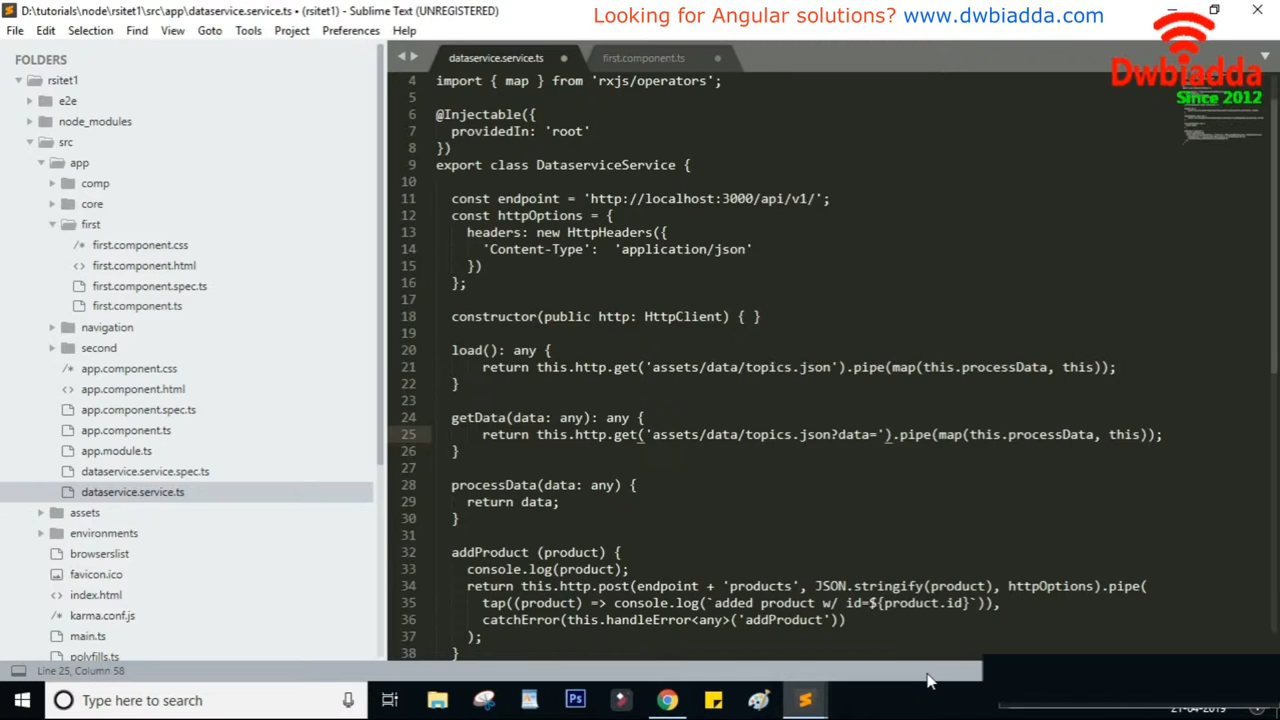 D:\tutorials\node\rsitet1\src\app\dataservice.service.ts • (rsitet1) - Sublime Text (UNREGISTERED)
Looking for Angular solutions? www.dwbiadda.com
File Edit Selection Find View Goto Tools Project Preferences Help
Dwbiadda
Since 2012
FOLDERS
rsitet1
e2e
node_modules
src
app
comp
core
first
first.component.css
first.component.html
first.component.spec.ts
first.component.ts
navigation
second
app.component.css
app.component.html
app.component.spec.ts
app.component.ts
app.module.ts
dataservice.service.spec.ts
dataservice.service.ts
assets
environments
browserslist
favicon.ico
index.html
karma.conf.js
main.ts
polyfills.ts
dataservice.service.ts first.component.ts
4 import { map } from 'rxjs/operators';
5
6 @Injectable({
7 providedIn: 'root'
8 })
9 export class DataserviceService {
10
11 const endpoint = 'http://localhost:3000/api/v1/';
12 const httpOptions = {
13 headers: new HttpHeaders({
14 'Content-Type': 'application/json'
15 })
16 };
17
18 constructor(public http: HttpClient) { }
19
20 load(): any {
21 return this.http.get('assets/data/topics.json').pipe(map(this.processData, this));
22 }
23
24 getData(data: any): any {
25 return this.http.get('assets/data/topics.json?data=').pipe(map(this.processData, this));
26 }
27
28 processData(data: any) {
29 return data;
30 }
31
32 addProduct (product) {
33 console.log(product);
34 return this.http.post(endpoint + 'products', JSON.stringify(product), httpOptions).pipe(
35 tap((product) => console.log(`added product w/ id=${product.id}`)),
36 catchError(this.handleError<any>('addProduct'))
37 );
38 }
Line 25, Column 58
Type here to search
21-04-2019